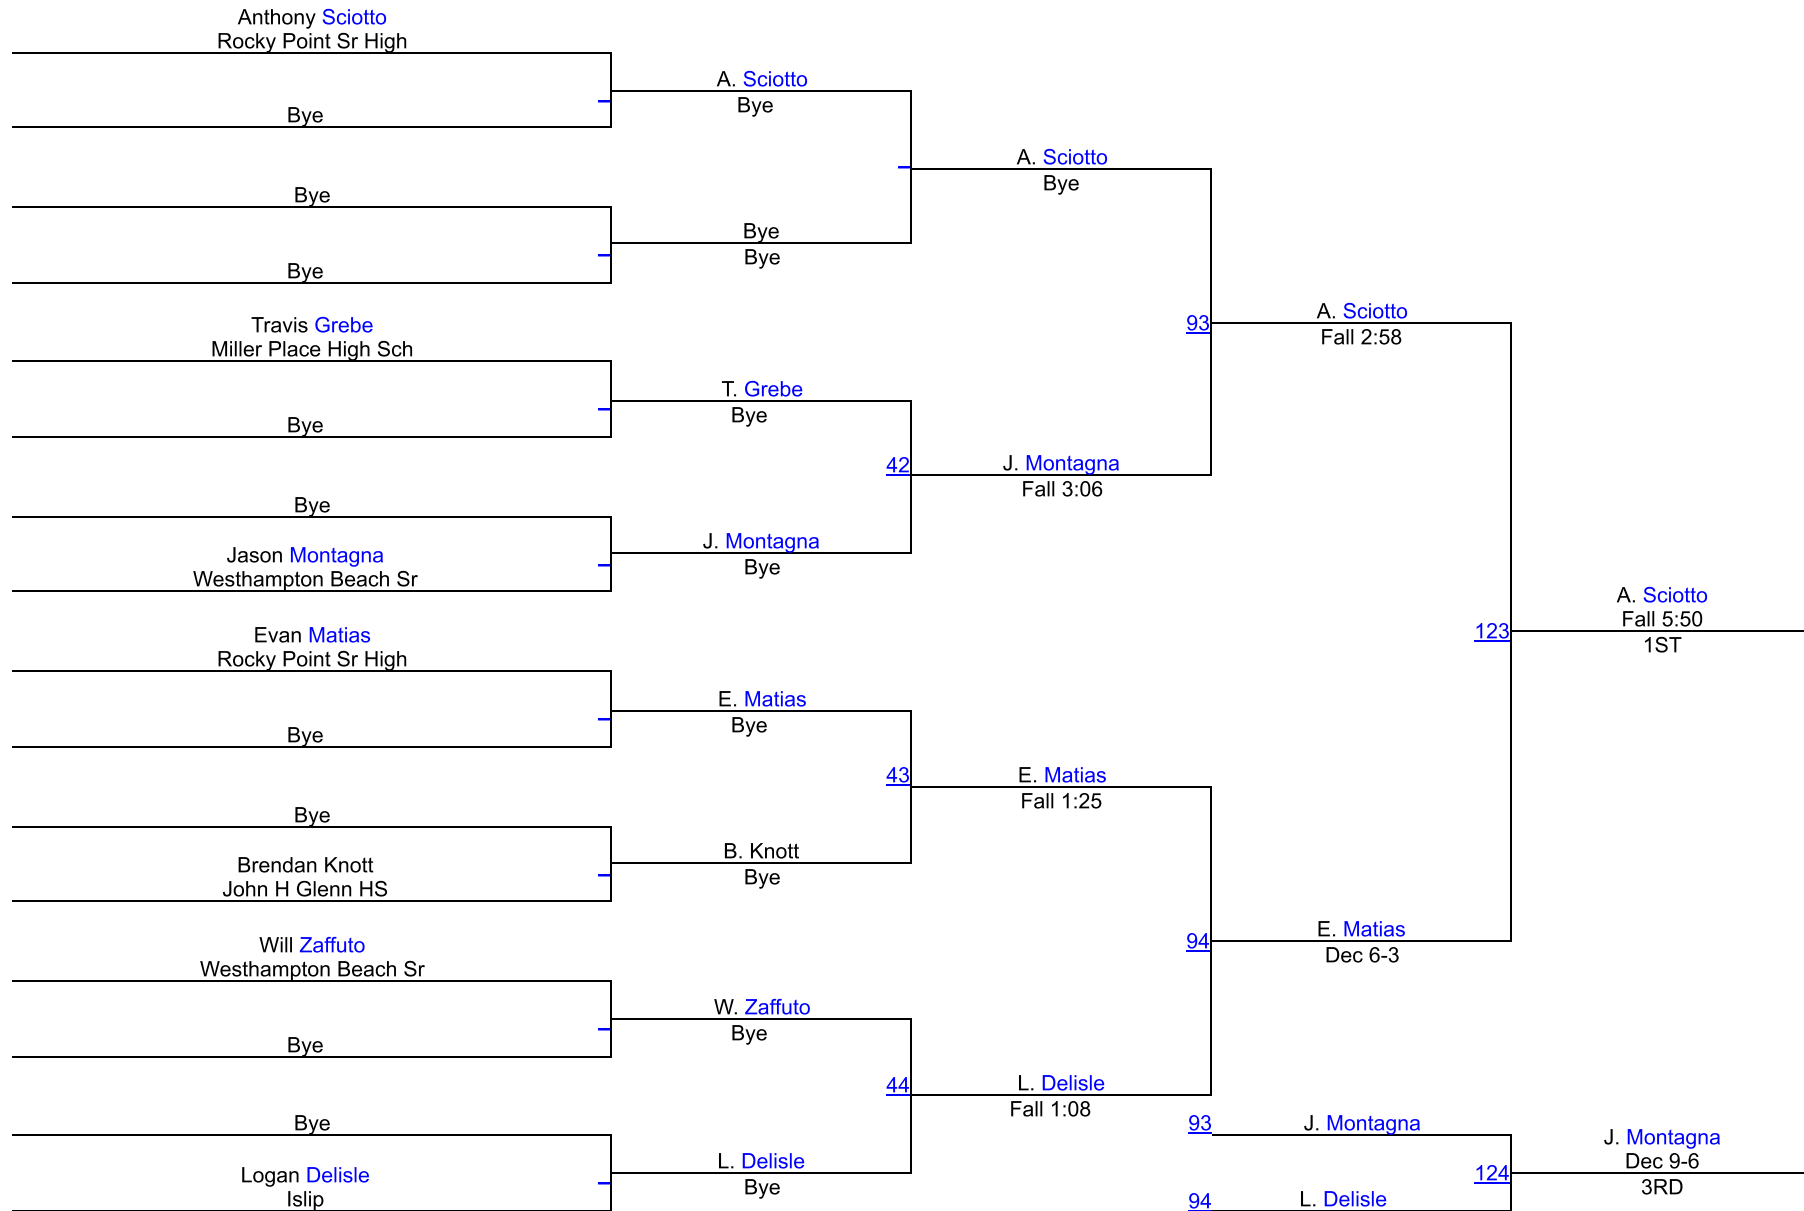 Anthony Sciotto
Rocky Point Sr High
Bye
Bye
Bye
Travis Grebe
Miller Place High Sch
Bye
Bye
Jason Montagna
Westhampton Beach Sr
Evan Matias
Rocky Point Sr High
Bye
Bye
Brendan Knott
John H Glenn HS
Will Zaffuto
Westhampton Beach Sr
Bye
Bye
Logan Delisle
Islip
A. Sciotto
Bye
Bye
Bye
T. Grebe
Bye
42
J. Montagna
Bye
E. Matias
Bye
43
B. Knott
Bye
W. Zaffuto
Bye
44
L. Delisle
Bye
A. Sciotto
Bye
93
J. Montagna
Fall 3:06
E. Matias
Fall 1:25
94
L. Delisle
Fall 1:08
A. Sciotto
Fall 2:58
123
E. Matias
Dec 6-3
A. Sciotto
Fall 5:50
1ST
93
J. Montagna
124
94
L. Delisle
J. Montagna
Dec 9-6
3RD